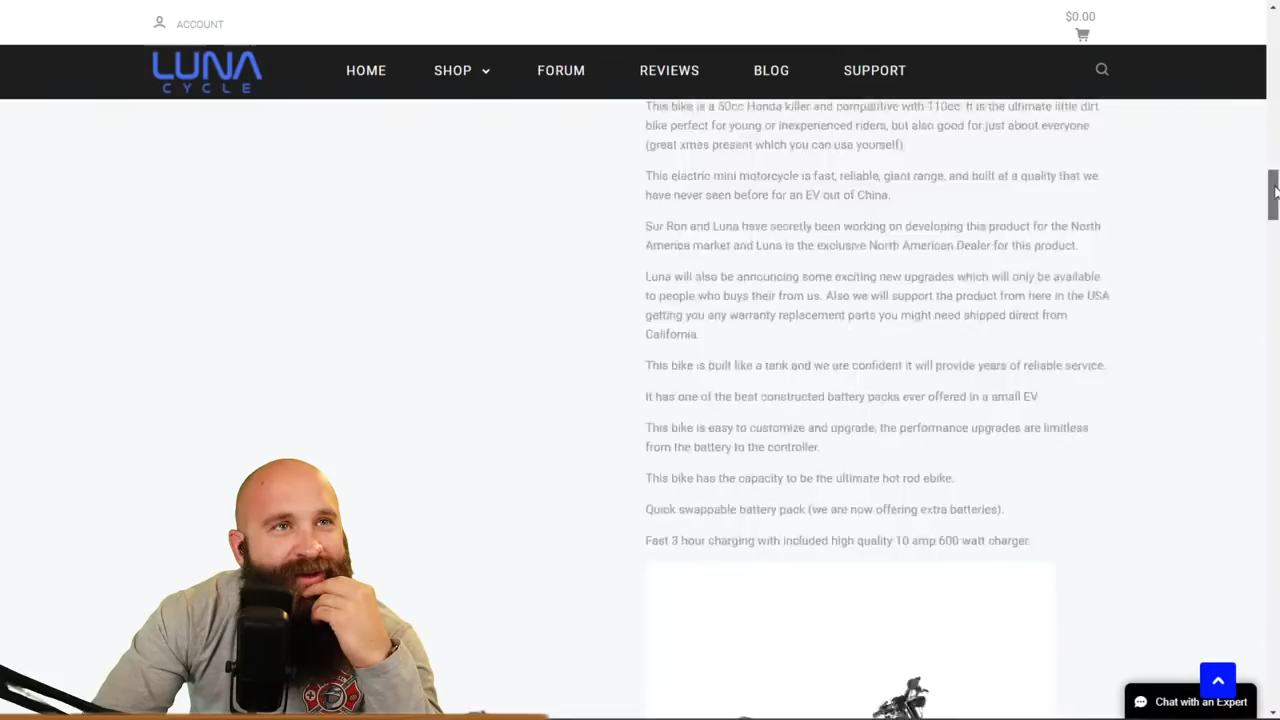 ACCOUNT
$0.00
LUNA
CYCLE
HOME
SHOP
FORUM
REVIEWS
BLOG
SUPPORT
This bike is a 50cc Honda killer and competitive with 110cc It is the ultimate little dirt
bike perfect for young or inexperienced riders, but also good for just about everyone
(great xmes present which you can use yourself)
This electric mini motorcycle is fast, reliable, giant range, and built at a quality that we
have never seen before for an EV out of China.
Sur Ron and Luna have secretly been working on developing this product for the North
America market and Luna is the exclusive North American Dealer for this product.
Luna will also be announcing some exciting new upgrades which will only be available
to people who buys their from us. Also we will support the product from here in the USA
getting you any warranty replacement parts you might need shipped direct from
California.
This bike is built like a tank and we are confident it will provide years of reliable service.
It has one of the best constructed battery packs ever offered in a small EV
This bike is easy to customize and upgrade, the performance upgrades are limitless
from the battery to the controller.
This bike has the capacity to be the ultimate hot rod ebike.
Quick swappable battery pack (we are now offering extra batteries).
Fast 3 hour charging with included high quality 10 amp 600 watt charger.
Chat with an Expert